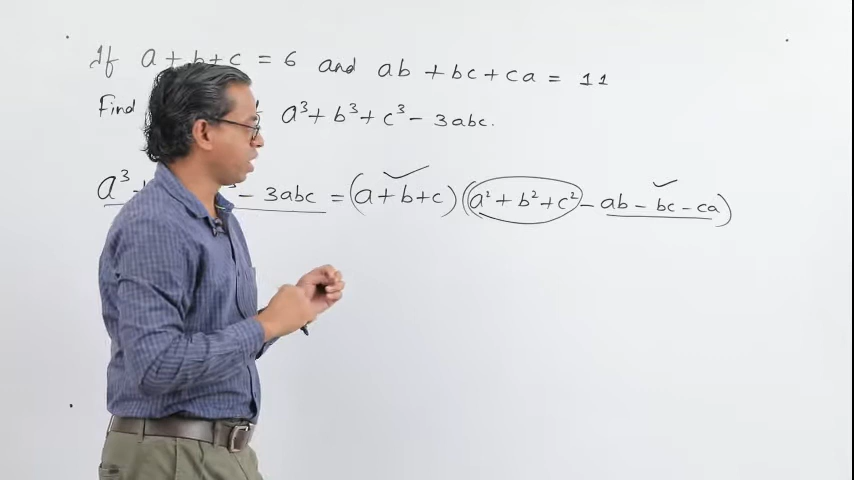 If a + b + c = 6 and ab + bc + ca = 11
Find a³ + b³ + c³ - 3abc.
a³ - 3abc = (a + b + c) (a² + b² + c² - ab - bc - ca)